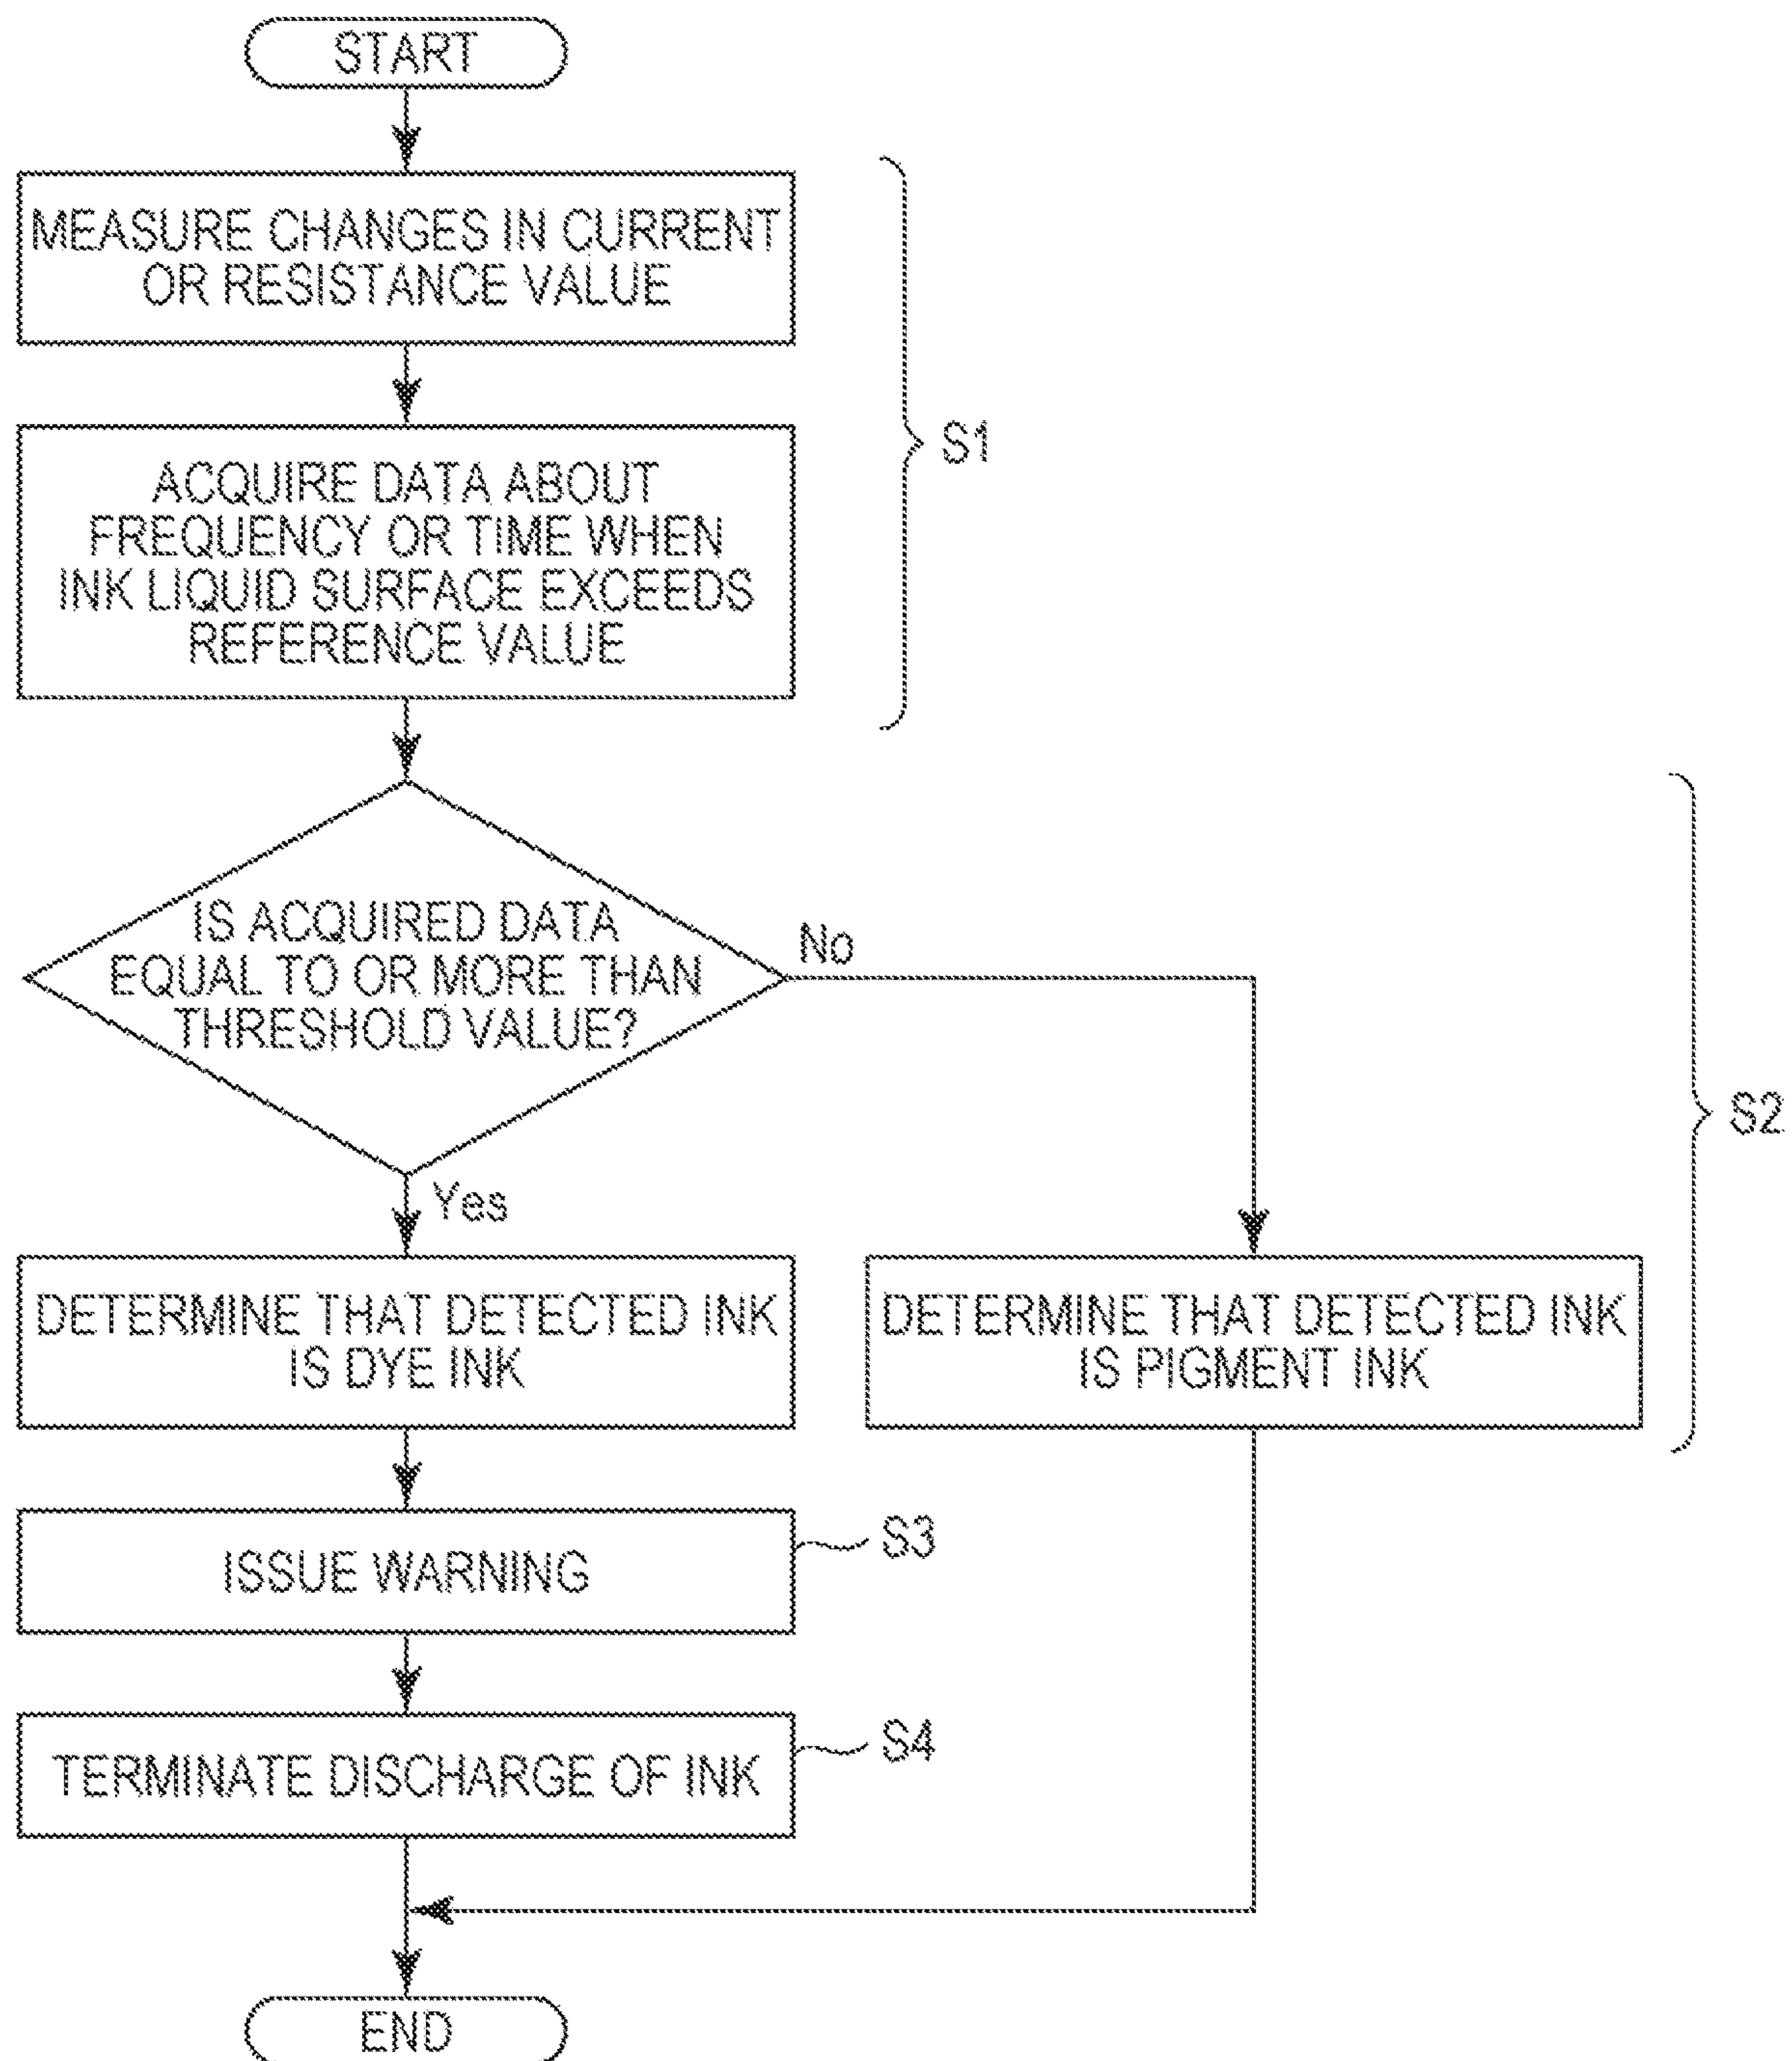 START
MEASURE CHANGES IN CURRENT
OR RESISTANCE VALUE
ACQUIRE DATA ABOUT
FREQUENCY OR TIME WHEN
INK LIQUID SURFACE EXCEEDS
REFERENCE VALUE
S1
IS ACQUIRED DATA
EQUAL TO OR MORE THAN
THRESHOLD VALUE?
No
Yes
S2
DETERMINE THAT DETECTED INK
IS DYE INK
DETERMINE THAT DETECTED INK
IS PIGMENT INK
ISSUE WARNING
S3
TERMINATE DISCHARGE OF INK
S4
END